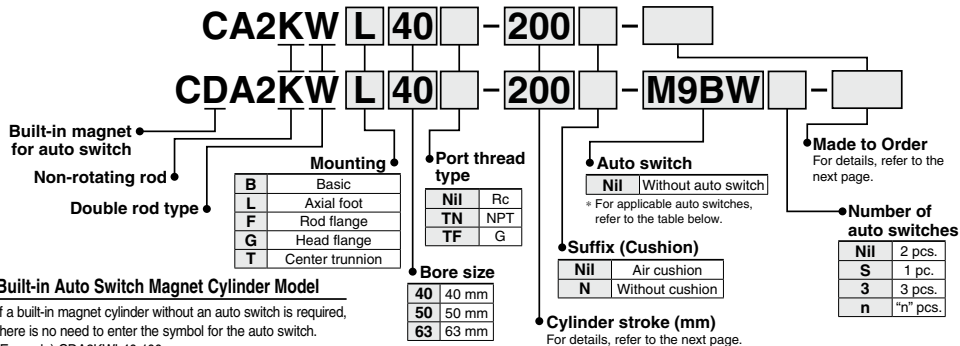 CA2KW L 40 - 200 -
CDA2KW L 40 - 200 - M9BW -
Built-in magnet
for auto switch
Non-rotating rod
Double rod type
Mounting
B Basic
L Axial foot
F Rod flange
G Head flange
T Center trunnion
Port thread
type
Nil Rc
TN NPT
TF G
Bore size
40 40 mm
50 50 mm
63 63 mm
Auto switch
Nil Without auto switch
* For applicable auto switches,
refer to the table below.
Suffix (Cushion)
Nil Air cushion
N Without cushion
Cylinder stroke (mm)
For details, refer to the next page.
Made to Order
For details, refer to the
next page.
Number of
auto switches
Nil 2 pcs.
S 1 pc.
3 3 pcs.
n "n" pcs.
Built-in Auto Switch Magnet Cylinder Model
f a built-in magnet cylinder without an auto switch is required,
here is no need to enter the symbol for the auto switch.